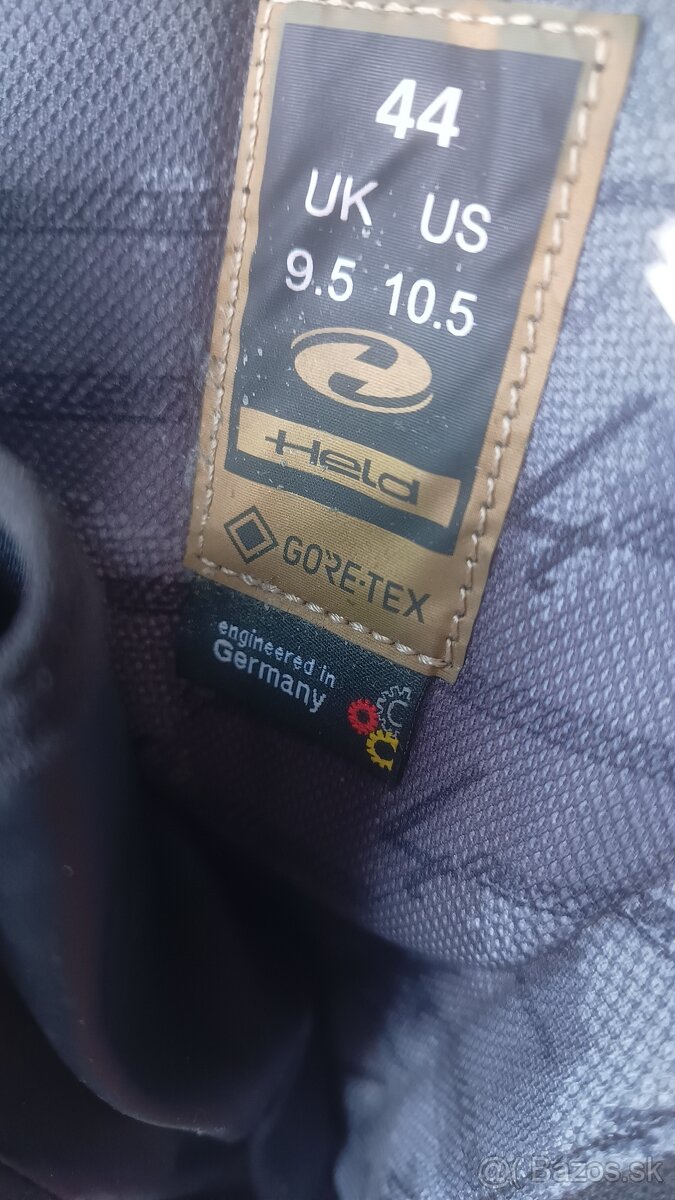 44
UK US
9.5 10.5
Held
GORE-TEX
engineered in
Germany
@ Bazos.sk